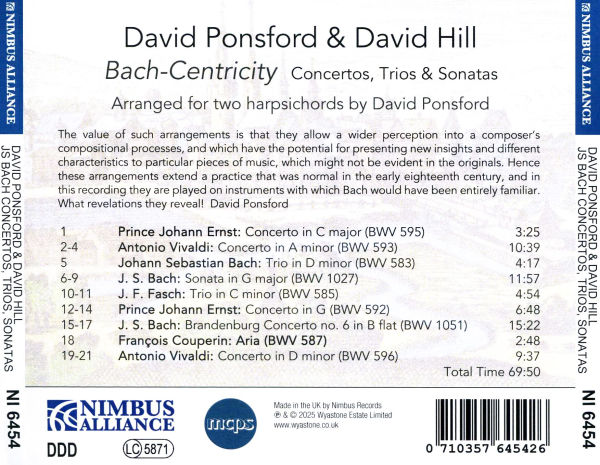 NIMBUS ALLIANCE
DAVID PONSFORD & DAVID HILL
JS BACH CONCERTOS, TRIOS, SONATAS
NI 6454
David Ponsford & David Hill
Bach-Centricity Concertos, Trios & Sonatas
Arranged for two harpsichords by David Ponsford
The value of such arrangements is that they allow a wider perception into a composer's
compositional processes, and which have the potential for presenting new insights and different
characteristics to particular pieces of music, which might not be evident in the originals. Hence
these arrangements extend a practice that was normal in the early eighteenth century, and in
this recording they are played on instruments with which Bach would have been entirely familiar.
What revelations they reveal! David Ponsford
1 Prince Johann Ernst: Concerto in C major (BWV 595) 3:25
2-4 Antonio Vivaldi: Concerto in A minor (BWV 593) 10:39
5 Johann Sebastian Bach: Trio in D minor (BWV 583) 4:17
6-9 J. S. Bach: Sonata in G major (BWV 1027) 11:57
10-11 J. F. Fasch: Trio in C minor (BWV 585) 4:54
12-14 Prince Johann Ernst: Concerto in G (BWV 592) 6:48
15-17 J. S. Bach: Brandenburg Concerto no. 6 in B flat (BWV 1051) 15:22
18 François Couperin: Aria (BWV 587) 2:48
19-21 Antonio Vivaldi: Concerto in D minor (BWV 596) 9:37
Total Time 69:50
NIMBUS
ALLIANCE
DDD
LC 5871
mcps
Made in the UK by Nimbus Records
℗ & © 2025 Wyastone Estate Limited
www.wyastone.co.uk
0 710357 645426
NIMBUS ALLIANCE
DAVID PONSFORD & DAVID HILL
JS BACH CONCERTOS, TRIOS, SONATAS
NI 6454